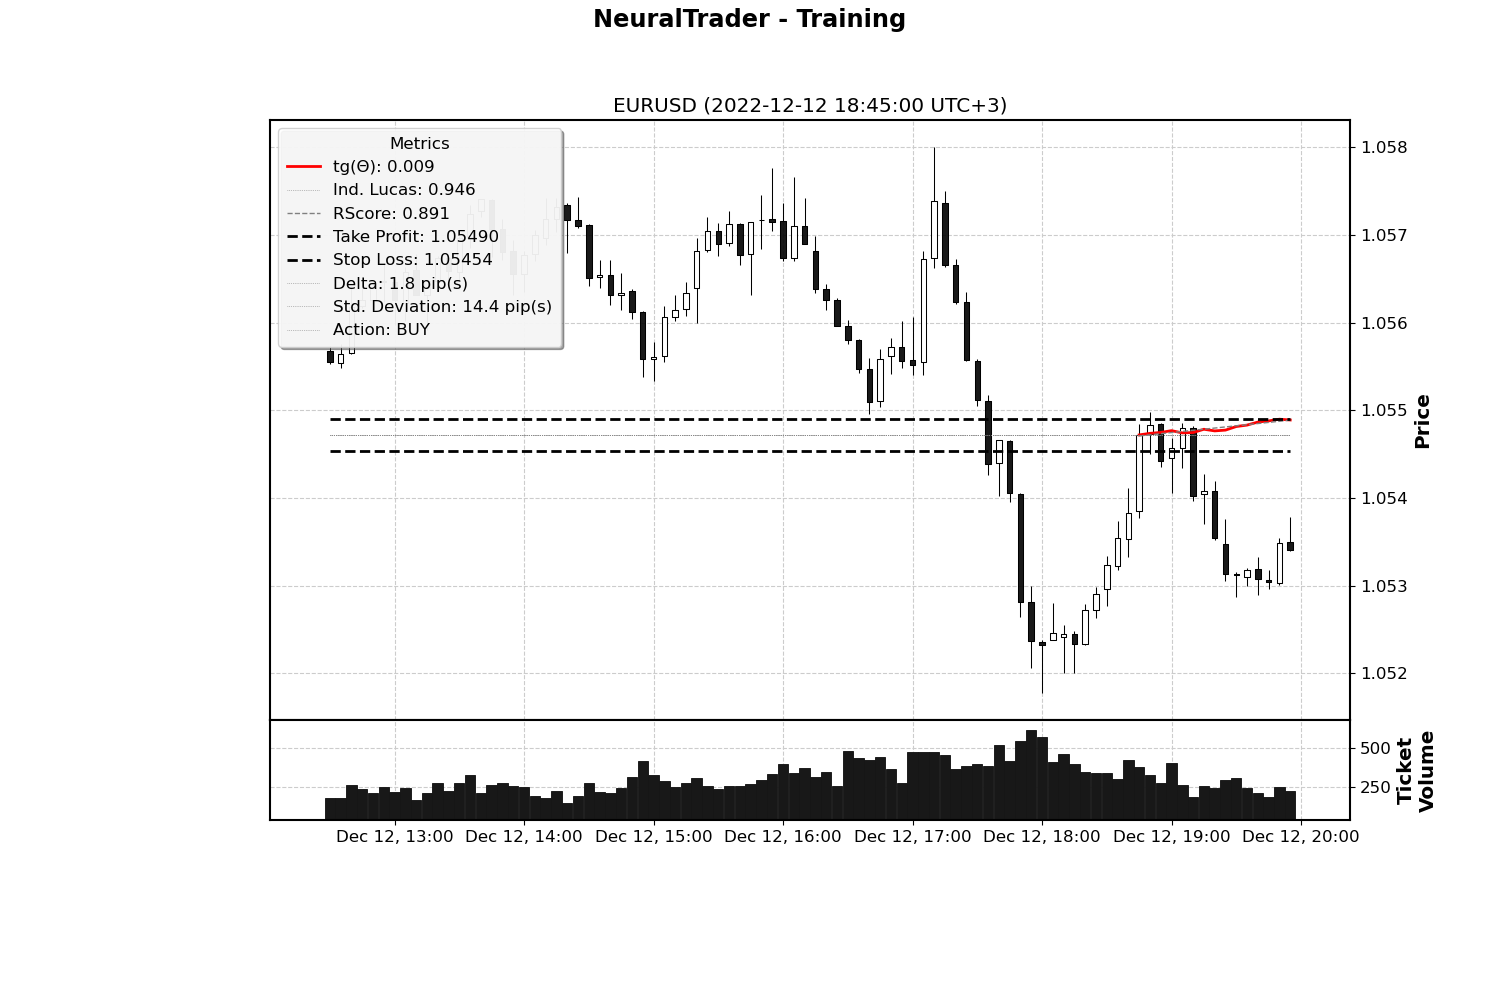 NeuralTrader - Training
EURUSD (2022-12-12 18:45:00 UTC+3)
Metrics
tg(Θ): 0.009
Ind. Lucas: 0.946
RScore: 0.891
Take Profit: 1.05490
Stop Loss: 1.05454
Delta: 1.8 pip(s)
Std. Deviation: 14.4 pip(s)
Action: BUY
1.058
1.057
1.056
1.055
1.054
1.053
1.052
Price
500
250
Ticket
Volume
Dec 12, 13:00
Dec 12, 14:00
Dec 12, 15:00
Dec 12, 16:00
Dec 12, 17:00
Dec 12, 18:00
Dec 12, 19:00
Dec 12, 20:00